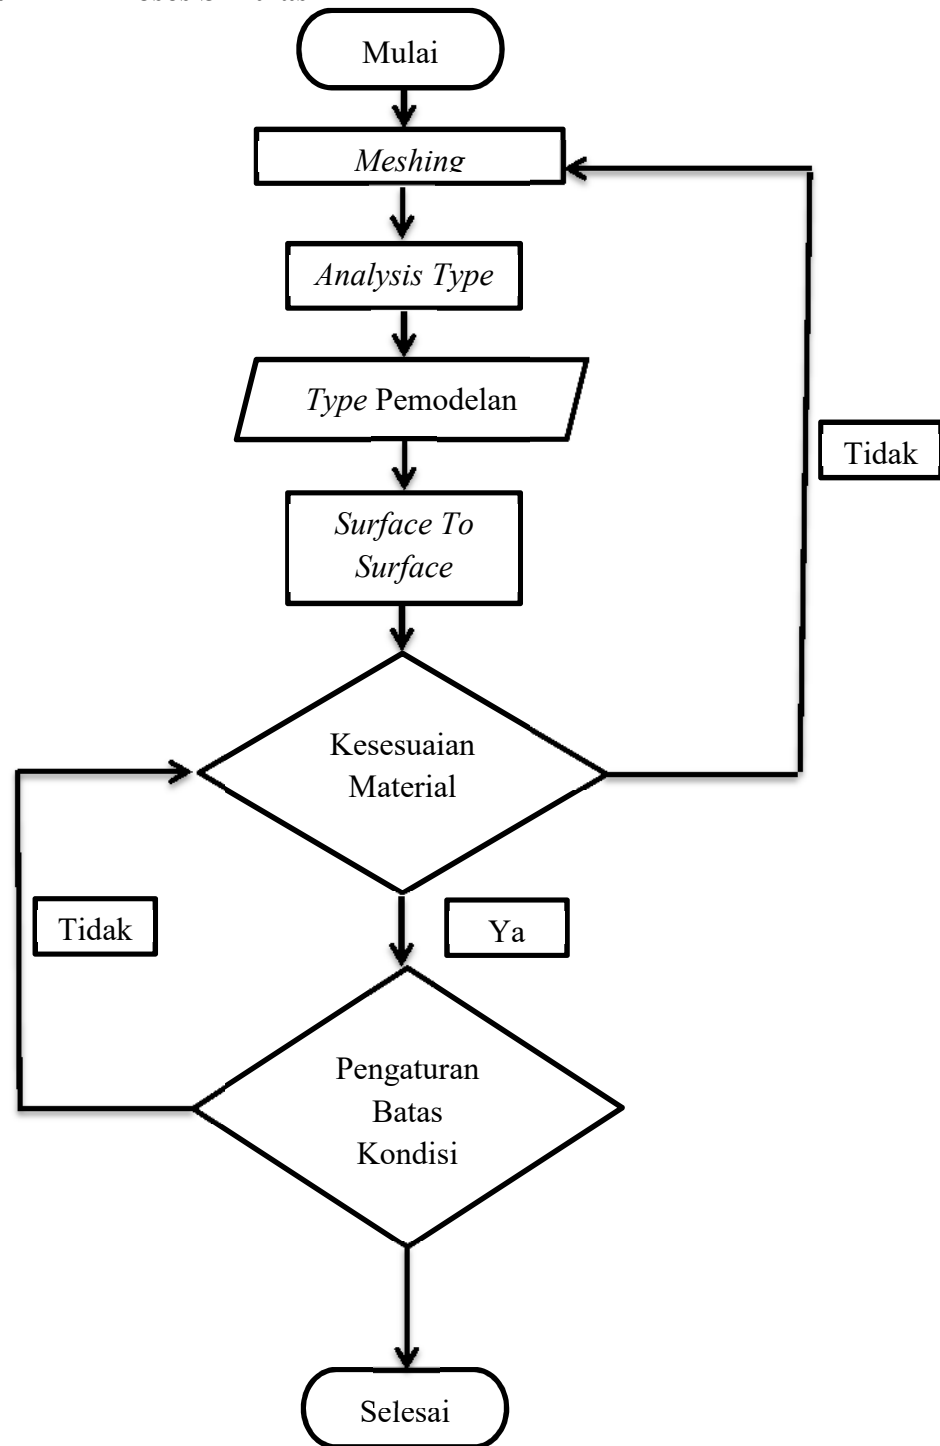 Mulai
Meshing
Analysis Type
Type Pemodelan
Tidak
Surface To
Surface
Kesesuaian
Material
Tidak
Ya
Pengaturan
Batas
Kondisi
Selesai